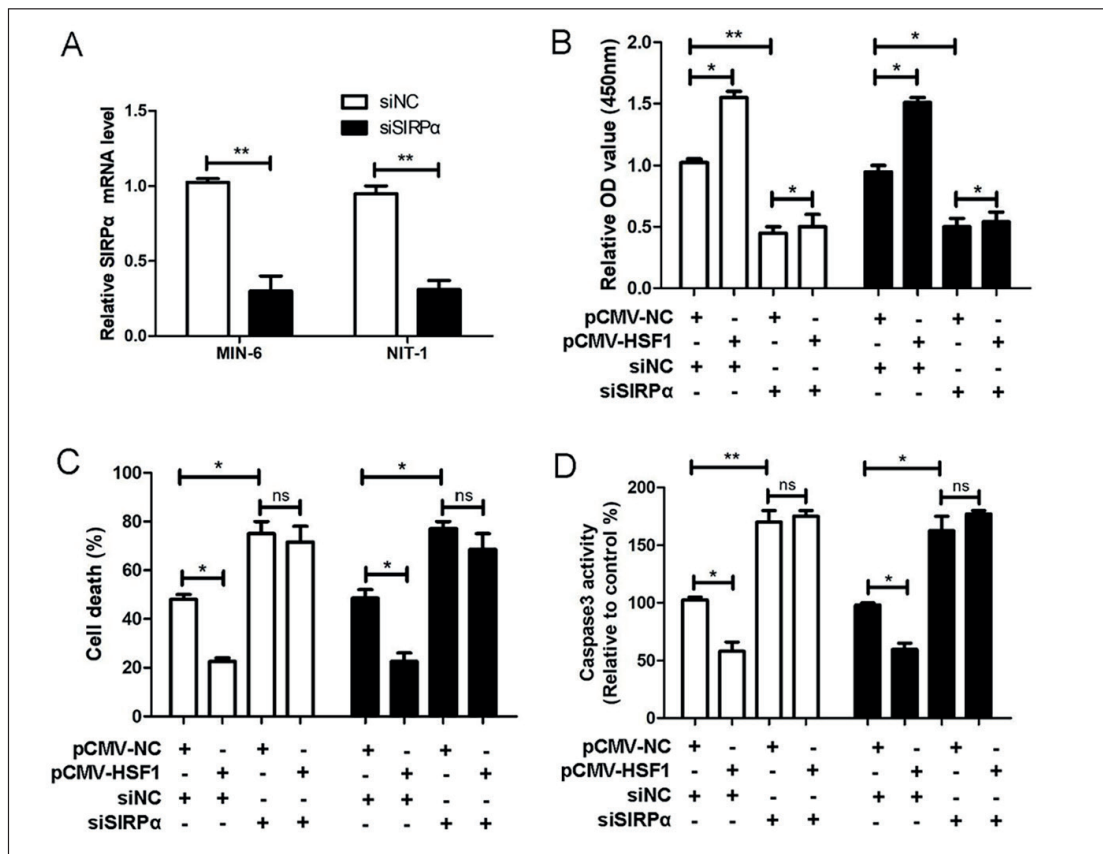 A
siNC
siSIRPα
Relative SIRPα mRNA level
1.5
1.0
0.5
0.0
**
**
MIN-6
NIT-1
B
Relative OD value (450nm)
2.0
1.5
1.0
0.5
0.0
**
*
*
*
*
*
pCMV-NC + - + - + - + -
pCMV-HSF1 - + - + - + - +
siNC + + - - + + - -
siSIRPα - - + + - - + +
C
Cell death (%)
100
80
60
40
20
0
*
*
ns
*
*
ns
pCMV-NC + - + - + - + -
pCMV-HSF1 - + - + - + - +
siNC + + - - + + - -
siSIRPα - - + + - - + +
D
Caspase3 activity
(Relative to control %)
200
150
100
50
0
**
*
ns
*
*
ns
pCMV-NC + - + - + - + -
pCMV-HSF1 - + - + - + - +
siNC + + - - + + - -
siSIRPα - - + + - - + +